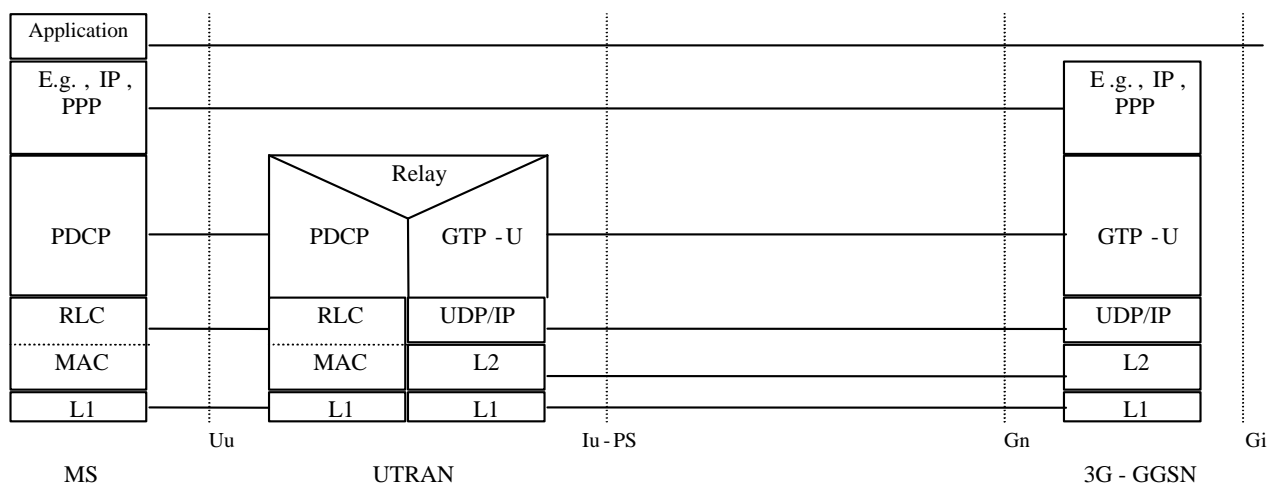 Application
E.g. , IP ,
PPP
E .g. , IP ,
PPP
Relay
PDCP
PDCP
GTP - U
GTP - U
RLC
RLC
UDP/IP
UDP/IP
MAC
MAC
L2
L2
L1
L1
L1
L1
Uu
Iu - PS
Gn
Gi
MS
UTRAN
3G - GGSN